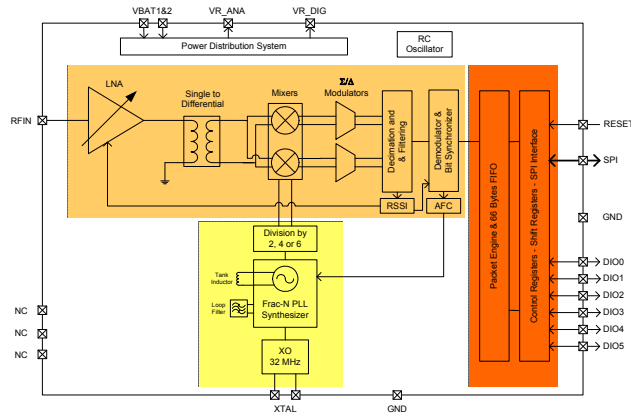 VBAT1&2
VR_ANA
VR_DIG
Power Distribution System
RC
Oscillator
LNA
Single to
Differential
Mixers
Σ/Δ
Modulators
Decimation and
& Filtering
Demodulator &
Bit Synchronizer
RSSI
AFC
RFIN
Packet Engine & 66 Bytes FIFO
Control Registers - Shift Registers - SPI Interface
RESET
SPI
GND
DIO0
DIO1
DIO2
DIO3
DIO4
DIO5
Division by
2, 4 or 6
Tank
Inductor
Loop
Filter
Frac-N PLL
Synthesizer
XO
32 MHz
NC
NC
NC
XTAL
GND